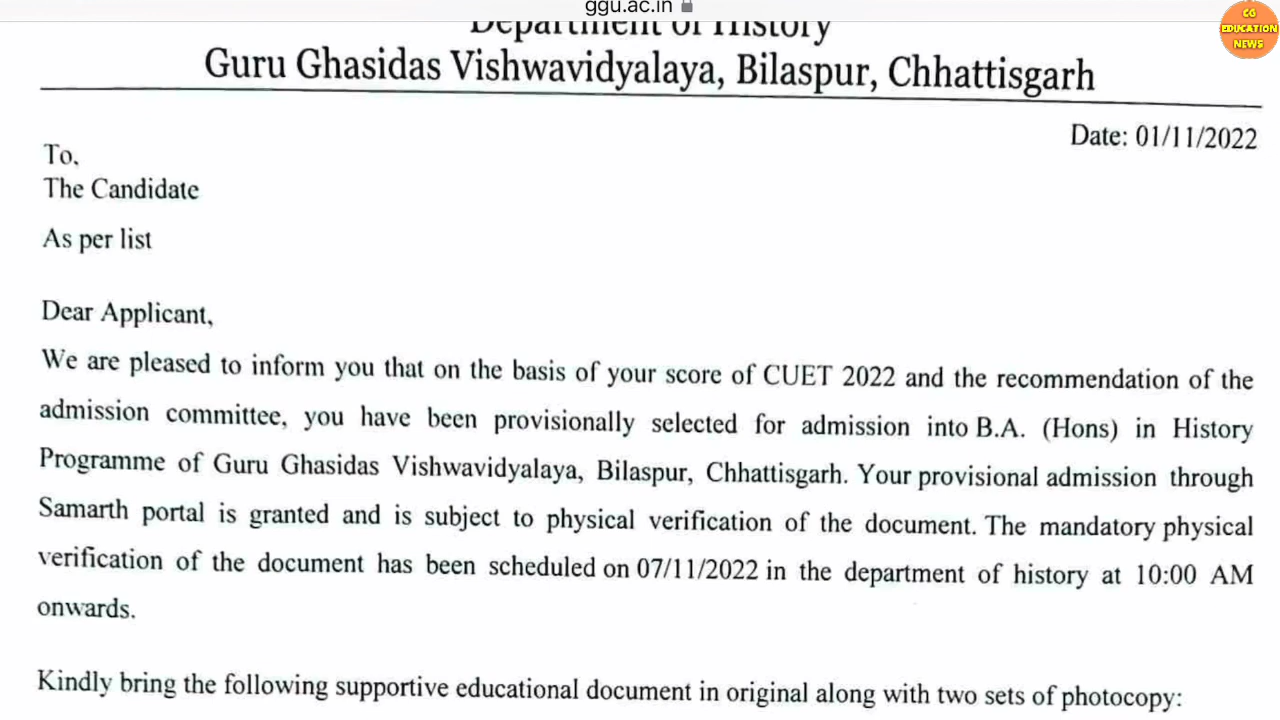 ggu.ac.in
CG
EDUCATION
NEWS
Department of History
Guru Ghasidas Vishwavidyalaya, Bilaspur, Chhattisgarh
Date: 01/11/2022
To,
The Candidate
As per list
Dear Applicant,
We are pleased to inform you that on the basis of your score of CUET 2022 and the recommendation of the
admission committee, you have been provisionally selected for admission into B.A. (Hons) in History
Programme of Guru Ghasidas Vishwavidyalaya, Bilaspur, Chhattisgarh. Your provisional admission through
Samarth portal is granted and is subject to physical verification of the document. The mandatory physical
verification of the document has been scheduled on 07/11/2022 in the department of history at 10:00 AM
onwards.
Kindly bring the following supportive educational document in original along with two sets of photocopy: